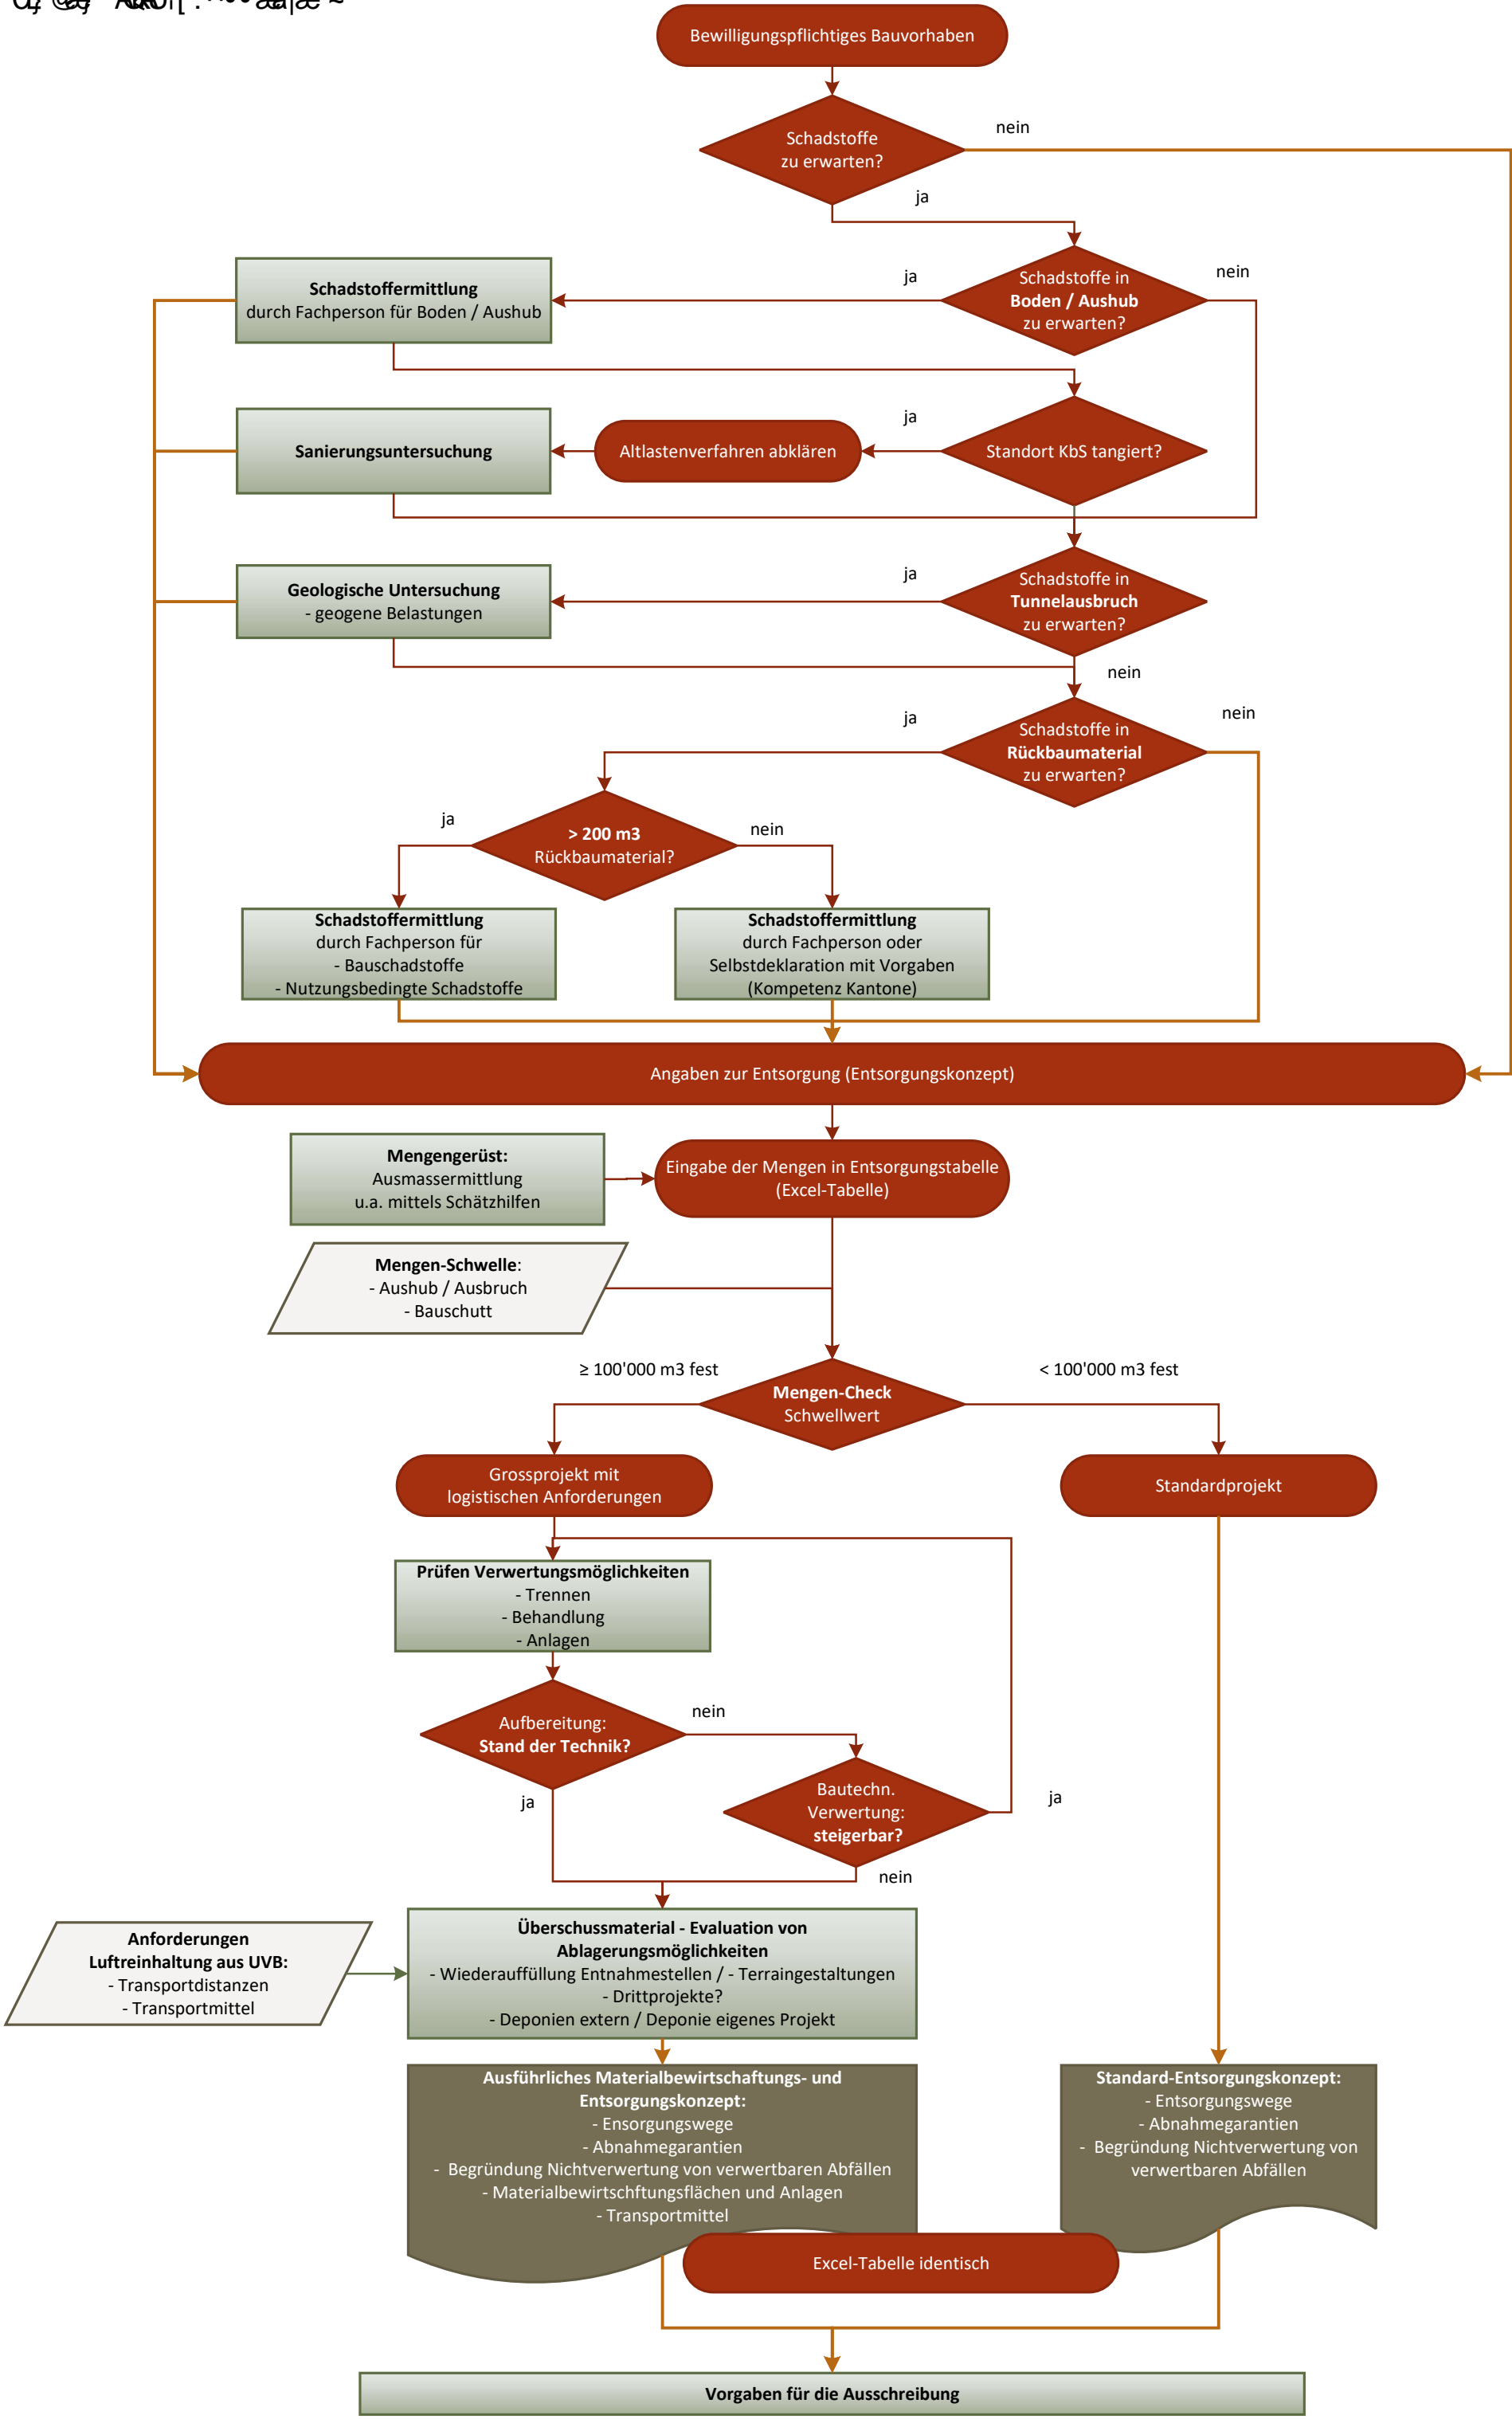 Bewilligungspflichtiges Bauvorhaben
nein
Schadstoffe
zu erwarten?
ja
Schadstoffermittlung
durch Fachperson für Boden / Aushub
ja
Schadstoffe in
Boden / Aushub
zu erwarten?
nein
Sanierungsuntersuchung
Altlastenverfahren abklären
ja
Standort KbS tangiert?
Geologische Untersuchung
- geogene Belastungen
ja
Schadstoffe in
Tunnelausbruch
zu erwarten?
nein
ja
Schadstoffe in
Rückbaumaterial
zu erwarten?
nein
ja
> 200 m3
Rückbaumaterial?
nein
Schadstoffermittlung
durch Fachperson für
- Bauschadstoffe
- Nutzungsbedingte Schadstoffe
Schadstoffermittlung
durch Fachperson oder
Selbstdeklaration mit Vorgaben
(Kompetenz Kantone)
Angaben zur Entsorgung (Entsorgungskonzept)
Mengengerüst:
Ausmassermittlung
u.a. mittels Schätzhilfen
Eingabe der Mengen in Entsorgungstabelle
(Excel-Tabelle)
Mengen-Schwelle:
- Aushub / Ausbruch
- Bauschutt
≥ 100'000 m3 fest
Mengen-Check
Schwellwert
< 100'000 m3 fest
Grossprojekt mit
logistischen Anforderungen
Standardprojekt
Prüfen Verwertungsmöglichkeiten
- Trennen
- Behandlung
- Anlagen
Aufbereitung:
Stand der Technik?
nein
ja
Bautechn.
Verwertung:
steigerbar?
ja
nein
Anforderungen
Luftreinhaltung aus UVB:
- Transportdistanzen
- Transportmittel
Überschussmaterial - Evaluation von
Ablagerungsmöglichkeiten
- Wiederauffüllung Entnahmestellen / - Terraingestaltungen
- Drittprojekte?
- Deponien extern / Deponie eigenes Projekt
Ausführliches Materialbewirtschaftungs- und
Entsorgungskonzept:
- Ensorgungswege
- Abnahmegarantien
- Begründung Nichtverwertung von verwertbaren Abfällen
- Materialbewirtschftungsflächen und Anlagen
- Transportmittel
Standard-Entsorgungskonzept:
- Entsorgungswege
- Abnahmegarantien
- Begründung Nichtverwertung von
verwertbaren Abfällen
Excel-Tabelle identisch
Vorgaben für die Ausschreibung